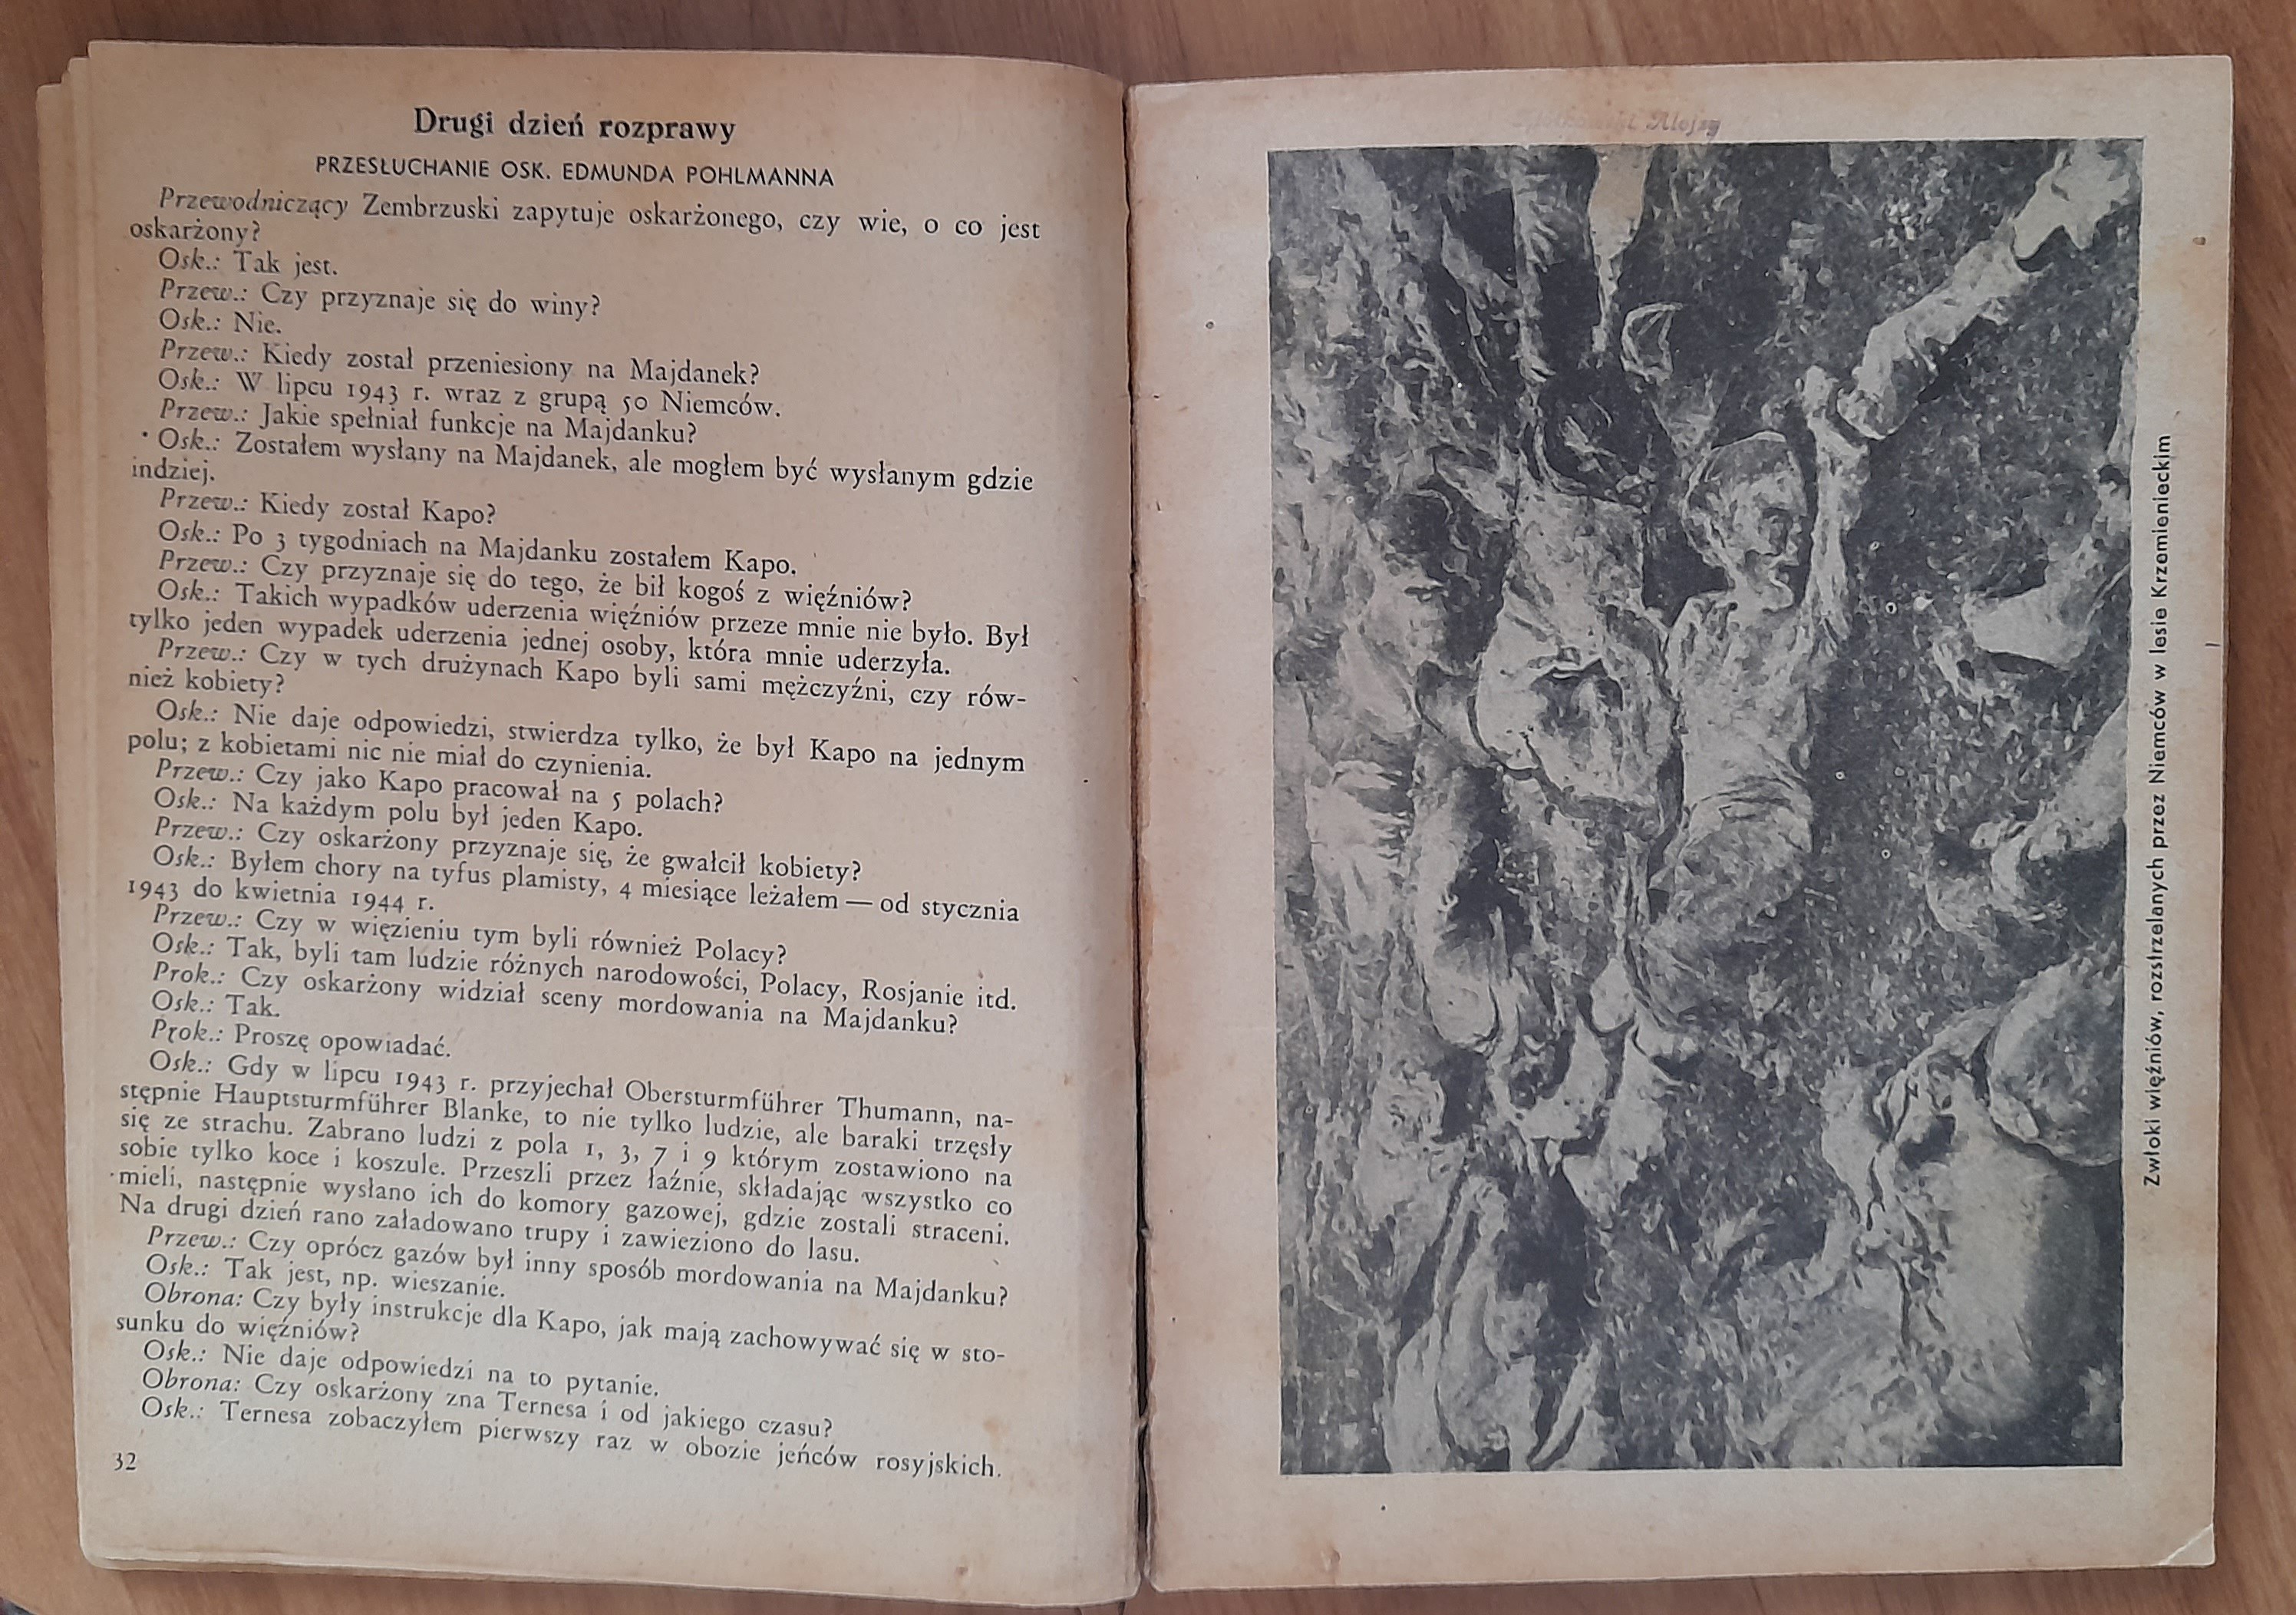 Drugi dzień rozprawy
PRZESŁUCHANIE OSK. EDMUNDA POHLMANNA
Przewodniczący Zembrzuski zapytuje oskarżonego, czy wie, o co jest
oskarżony?
Osk.: Tak jest.
Przew.: Czy przyznaje się do winy?
Osk.: Nie.
Przew.: Kiedy został przeniesiony na Majdanek?
Osk.: W lipcu 1943 r. wraz z grupą 50 Niemców.
Przew.: Jakie spełniał funkcje na Majdanku?
Osk.: Zostałem wysłany na Majdanek, ale mogłem być wysłanym gdzie
indziej.
Przew.: Kiedy został Kapo?
Osk.: Po 3 tygodniach na Majdanku zostałem Kapo.
Przew.: Czy przyznaje się do tego, że bił kogoś z więźniów?
Osk.: Takich wypadków uderzenia więźniów przeze mnie nie było. Był
tylko jeden wypadek uderzenia jednej osoby, która mnie uderzyła.
Przew.: Czy w tych drużynach Kapo byli sami mężczyźni, czy rów-
nież kobiety?
Osk.: Nie daje odpowiedzi, stwierdza tylko, że był Kapo na jednym
polu; z kobietami nic nie miał do czynienia.
Przew.: Czy jako Kapo pracował na 5 polach?
Osk.: Na każdym polu był jeden Kapo.
Przew.: Czy oskarżony przyznaje się, że gwałcił kobiety?
Osk.: Byłem chory na tyfus plamisty, 4 miesiące leżałem — od stycznia
1943 do kwietnia 1944 r.
Przew.: Czy w więzieniu tym byli również Polacy?
Osk.: Tak, byli tam ludzie różnych narodowości, Polacy, Rosjanie itd.
Prok.: Czy oskarżony widział sceny mordowania na Majdanku?
Osk.: Tak.
Prok.: Proszę opowiadać.
Osk.: Gdy w lipcu 1943 r. przyjechał Obersturmführer Thumann, na-
stępnie Hauptsturmführer Blanke, to nie tylko ludzie, ale baraki trzęsły
się ze strachu. Zabrano ludzi z pola 1, 3, 7 i 9 którym zostawiono na
sobie tylko koce i koszule. Przeszli przez łaźnie, składając wszystko co
mieli, następnie wysłano ich do komory gazowej, gdzie zostali straceni.
Na drugi dzień rano załadowano trupy i zawieziono do lasu.
Przew.: Czy oprócz gazów był inny sposób mordowania na Majdanku?
Osk.: Tak jest, np. wieszanie.
Obrona: Czy były instrukcje dla Kapo, jak mają zachowywać się w sto-
sunku do więźniów?
Osk.: Nie daje odpowiedzi na to pytanie.
Obrona: Czy oskarżony zna Ternesa i od jakiego czasu?
Osk.: Ternesa zobaczyłem pierwszy raz w obozie jeńców rosyjskich.
32
Alojzy
Zwłoki więźniów, rozstrzelanych przez Niemców w lesie Krzemienieckim